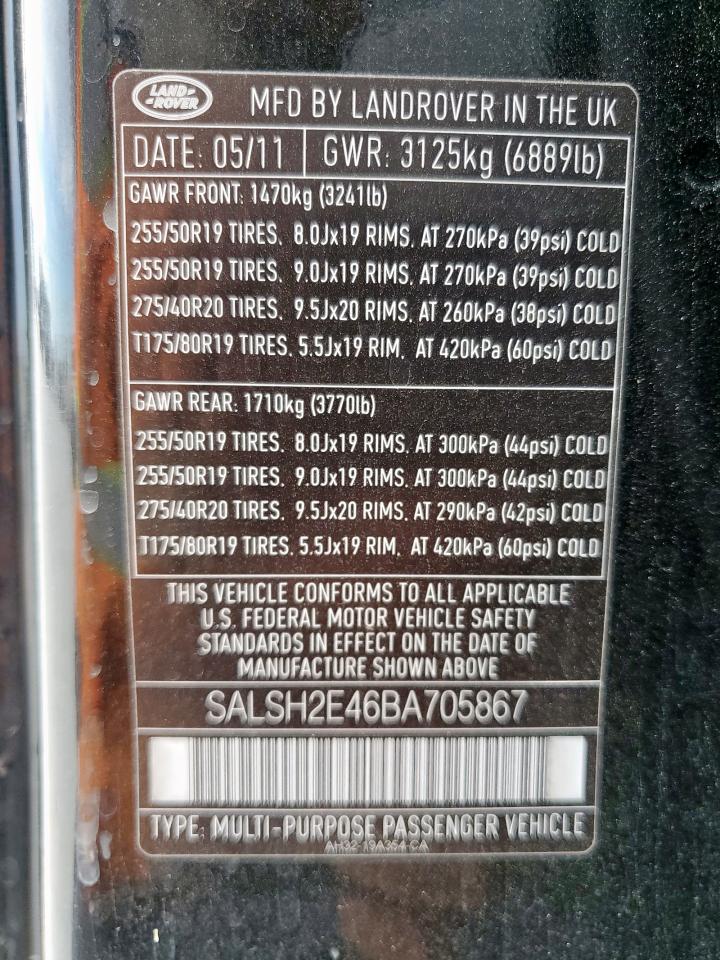 LAND-
-ROVER
MFD BY LANDROVER IN THE UK
DATE: 05/11 GWR: 3125kg (6889lb)
GAWR FRONT: 1470kg (3241lb)
255/50R19 TIRES, 8.0Jx19 RIMS, AT 270kPa (39psi) COLD
255/50R19 TIRES, 9.0Jx19 RIMS, AT 270kPa (39psi) COLD
275/40R20 TIRES, 9.5Jx20 RIMS, AT 260kPa (38psi) COLD
T175/80R19 TIRES, 5.5Jx19 RIM, AT 420kPa (60psi) COLD
GAWR REAR: 1710kg (3770lb)
255/50R19 TIRES, 8.0Jx19 RIMS, AT 300kPa (44psi) COLD
255/50R19 TIRES, 9.0Jx19 RIMS, AT 300kPa (44psi) COLD
275/40R20 TIRES, 9.5Jx20 RIMS, AT 290kPa (42psi) COLD
T175/80R19 TIRES, 5.5Jx19 RIM, AT 420kPa (60psi) COLD
THIS VEHICLE CONFORMS TO ALL APPLICABLE
U.S. FEDERAL MOTOR VEHICLE SAFETY
STANDARDS IN EFFECT ON THE DATE OF
MANUFACTURE SHOWN ABOVE
SALSH2E46BA705867
TYPE: MULTI-PURPOSE PASSENGER VEHICLE
AH32-19A354-CA